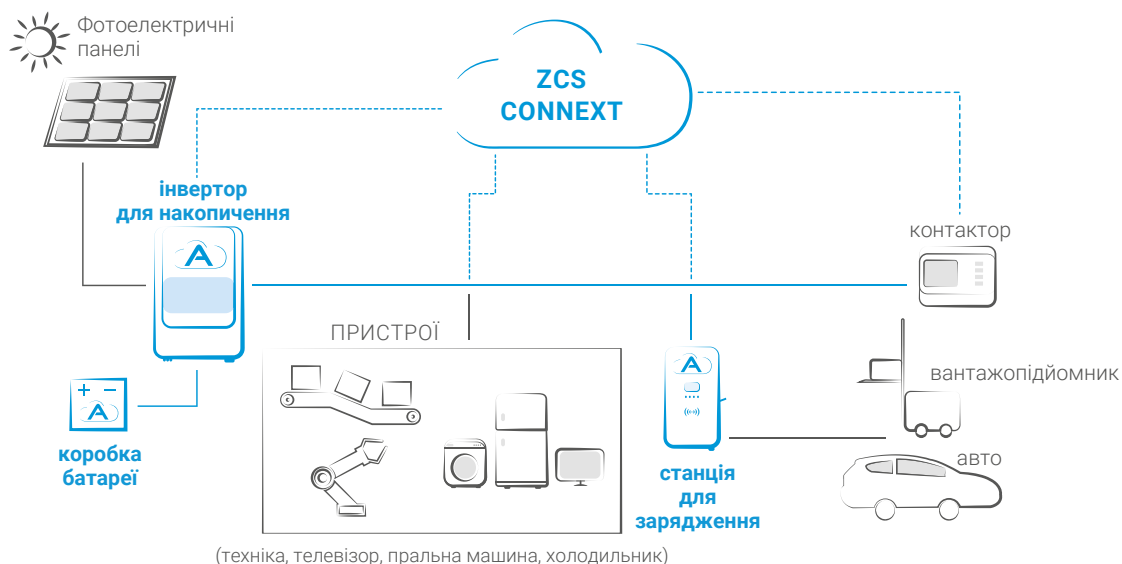 Фотоелектричні
панелі
ZCS
CONNEXT
інвертор
для накопичення
контактор
ПРИСТРОЇ
вантажопідйомник
коробка
батареї
авто
станція
для
зарядження
(техніка, телевізор, пральна машина, холодильник)